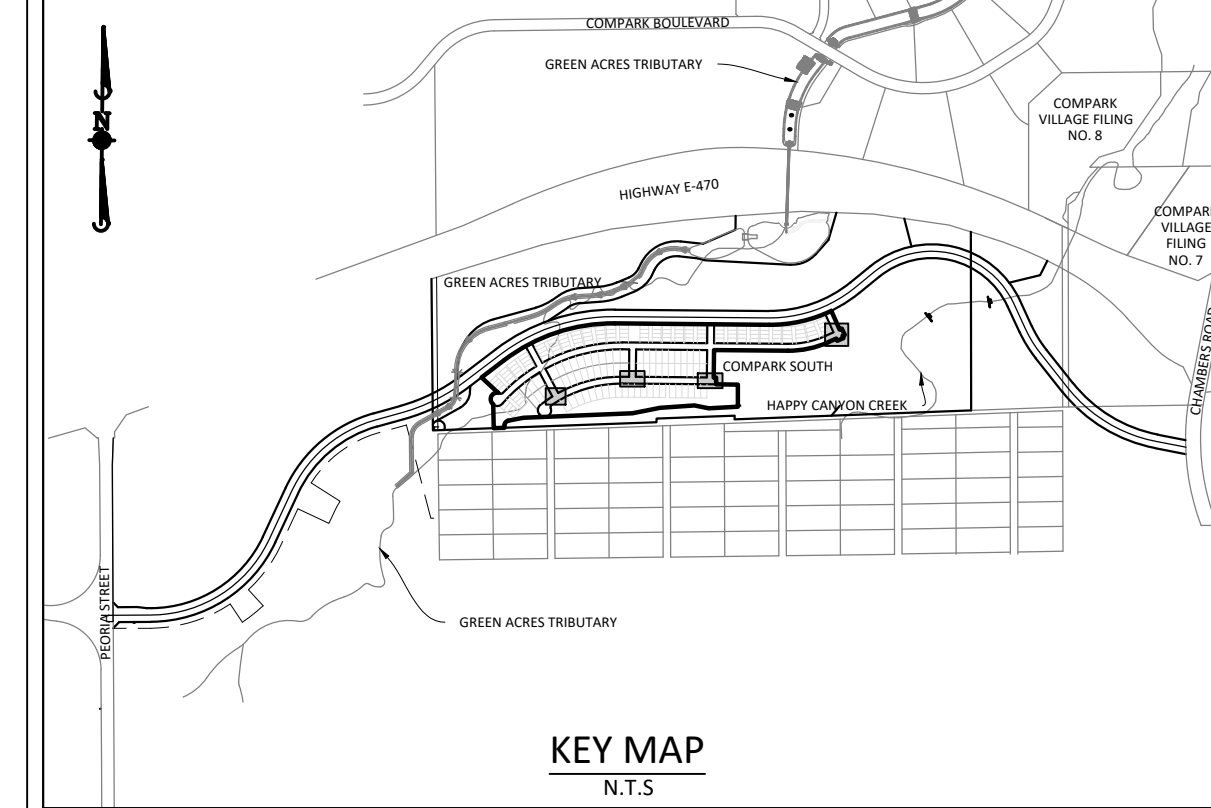 COMPARK BOULEVARD
GREEN ACRES TRIBUTARY
N
COMPARK
VILLAGE FILING
NO. 8
HIGHWAY E-470
COMPARK
VILLAGE
FILING
NO. 7
GREEN ACRES TRIBUTARY
CHAMBERS ROAD
COMPARK SOUTH
HAPPY CANYON CREEK
PEORIA STREET
GREEN ACRES TRIBUTARY
KEY MAP
N.T.S